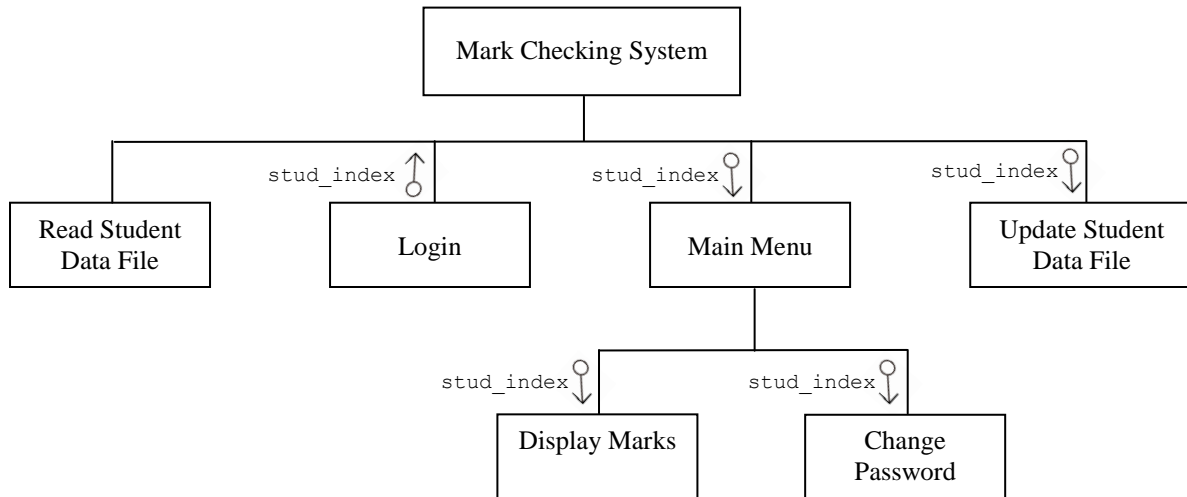 Mark Checking System
stud_index
stud_index
stud_index
Read Student
Data File
Login
Main Menu
Update Student
Data File
stud_index
stud_index
Display Marks
Change
Password